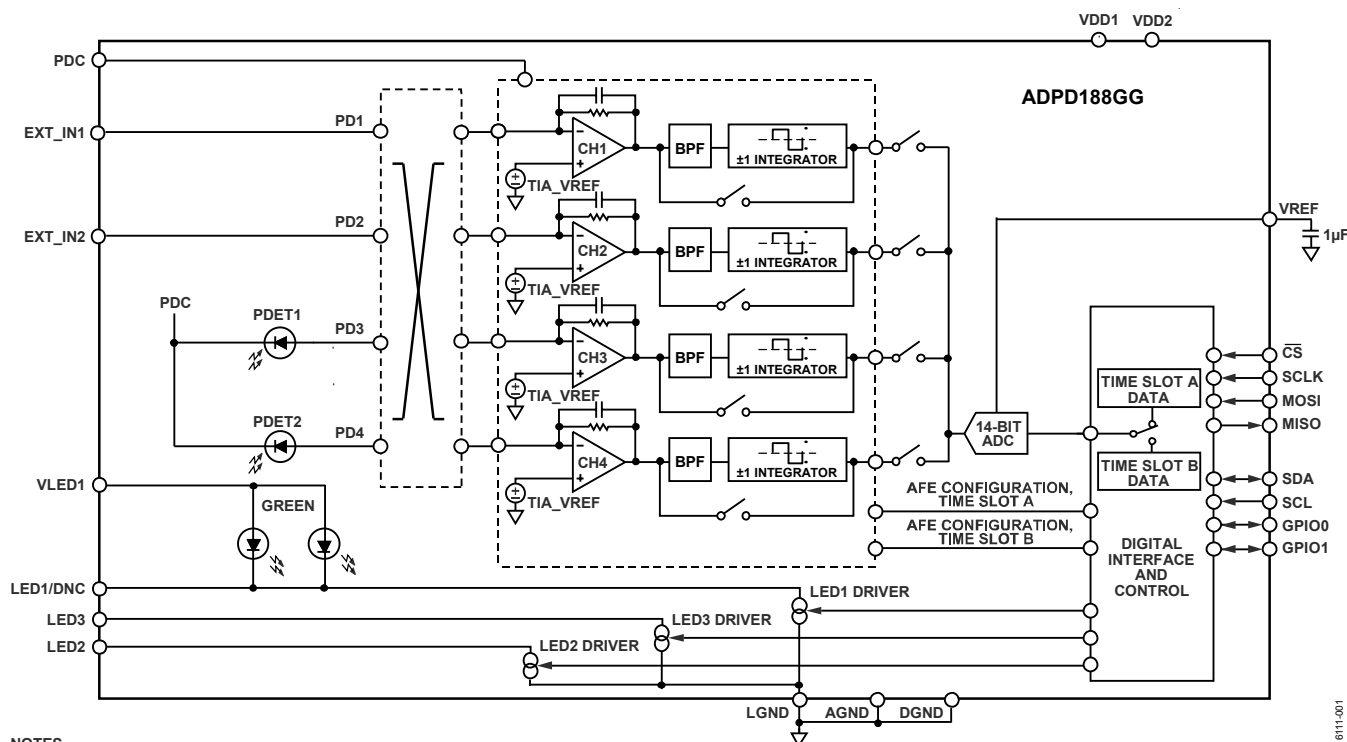 VDD1 VDD2
PDC
ADPD188GG
EXT_IN1
PD1
CH1
BPF
±1 INTEGRATOR
TIA_VREF
VREF
1µF
EXT_IN2
PD2
CH2
BPF
±1 INTEGRATOR
TIA_VREF
PDC
PDET1
PD3
CH3
BPF
±1 INTEGRATOR
TIA_VREF
PDET2
PD4
CH4
BPF
±1 INTEGRATOR
TIA_VREF
14-BIT
ADC
TIME SLOT A
DATA
TIME SLOT B
DATA
CS
SCLK
MOSI
MISO
SDA
SCL
GPIO0
GPIO1
VLED1
GREEN
AFE CONFIGURATION,
TIME SLOT A
AFE CONFIGURATION,
TIME SLOT B
DIGITAL
INTERFACE
AND
CONTROL
LED1/DNC
LED1 DRIVER
LED3
LED3 DRIVER
LED2
LED2 DRIVER
LGND AGND DGND
6111-001